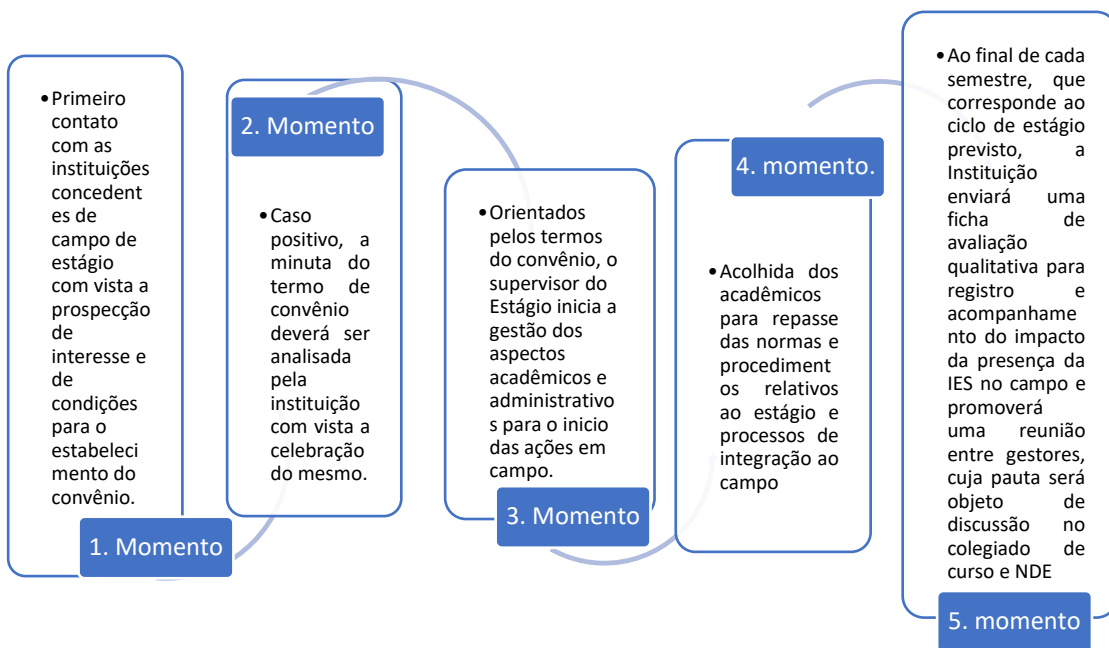 •Primeiro
contato
com as
instituições
concedent
es de
campo de
estágio
com vista a
prospecção
de
interesse e
de
condições
para o
estabeleci
mento do
convênio.
1. Momento
2. Momento
•Caso
positivo, a
minuta do
termo de
convênio
deverá ser
analisada
pela
instituição
com vista a
celebração
do mesmo.
•Orientados
pelos termos
do convênio, o
supervisor do
Estágio inicia a
gestão dos
aspectos
acadêmicos e
administrativo
s para o inicio
das ações em
campo.
3. Momento
4. momento.
•Acolhida dos
acadêmicos
para repasse
das normas e
procediment
os relativos
ao estágio e
processos de
integração ao
campo
•Ao final de cada
semestre, que
corresponde ao
ciclo de estágio
previsto, a
Instituição
enviará uma
ficha de
avaliação
qualitativa para
registro e
acompanhame
nto do impacto
da presença da
IES no campo e
promoverá
uma reunião
entre gestores,
cuja pauta será
objeto de
discussão no
colegiado de
curso e NDE
5. momento